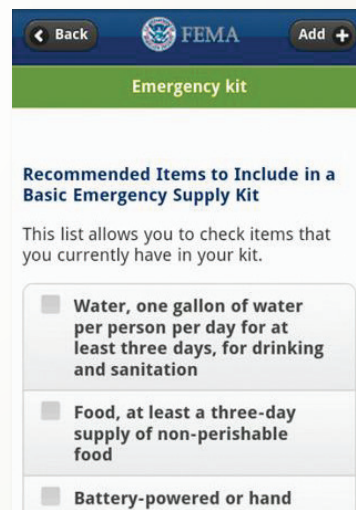 Back
FEMA
Add
Emergency kit
Recommended Items to Include in a
Basic Emergency Supply Kit
This list allows you to check items that
you currently have in your kit.
Water, one gallon of water
per person per day for at
least three days, for drinking
and sanitation
Food, at least a three-day
supply of non-perishable
food
Battery-powered or hand